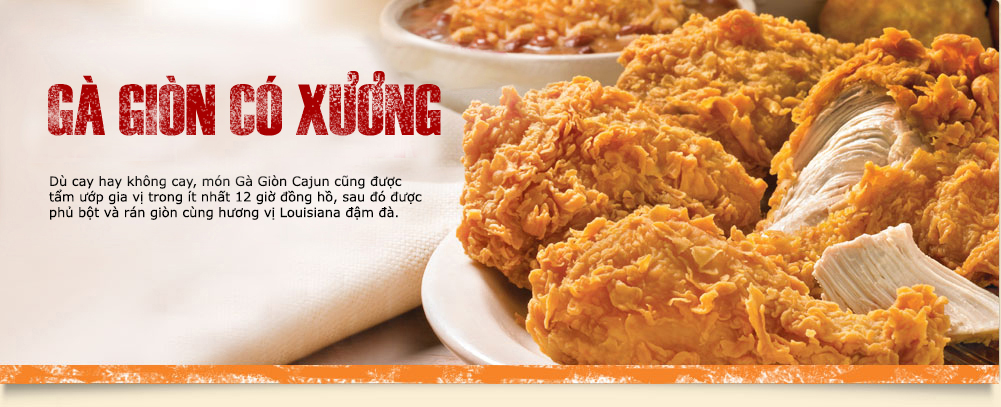 GÀ GIÒN CÓ XƯƠNG
Dù cay hay không cay, món Gà Giòn Cajun cũng được
tẩm ướp gia vị trong ít nhất 12 giờ đồng hồ, sau đó được
phủ bột và rán giòn cùng hương vị Louisiana đậm đà.